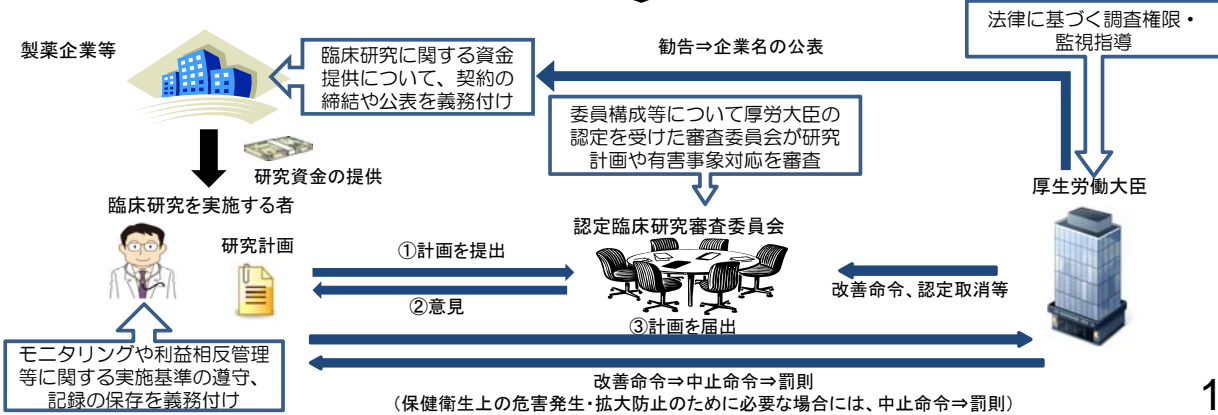 法律に基づく調査権限・
監視指導
製薬企業等
臨床研究に関する資金
提供について、契約の
締結や公表を義務付け
勧告⇒企業名の公表
委員構成等について厚労大臣の
認定を受けた審査委員会が研究
計画や有害事象対応を審査
研究資金の提供
厚生労働大臣
臨床研究を実施する者
研究計画
認定臨床研究審査委員会
①計画を提出
②意見
改善命令、認定取消等
③計画を届出
モニタリングや利益相反管理
等に関する実施基準の遵守、
記録の保存を義務付け
改善命令⇒中止命令⇒罰則
（保健衛生上の危害発生・拡大防止のために必要な場合には、中止命令⇒罰則）
1